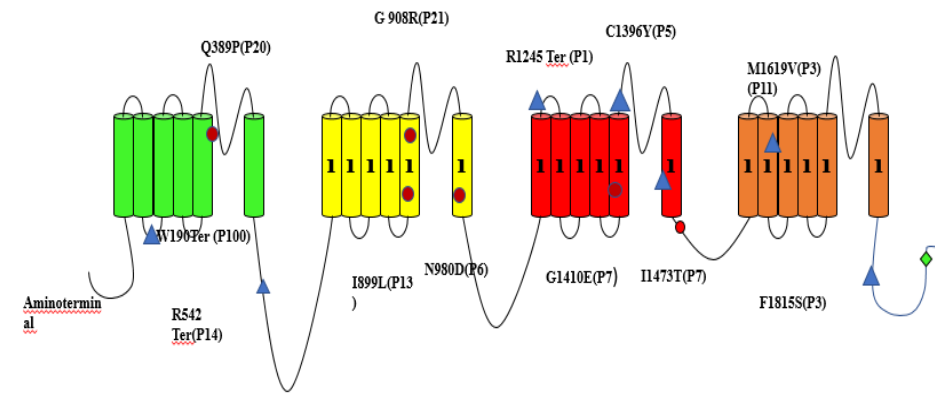 G 908R(P21)
C1396Y(P5)
Q389P(P20)
R1245 Ter (P1)
M1619V(P3)
(P11)
1 1 1 1 1 1 1 1 1 1 1 1 1 1 1 1 1 1
W190Ter (P100)
N980D(P6)
I899L(P13
)
G1410E(P7)
I1473T(P7)
Aminotermin
al
R542
Ter(P14)
F1815S(P3)